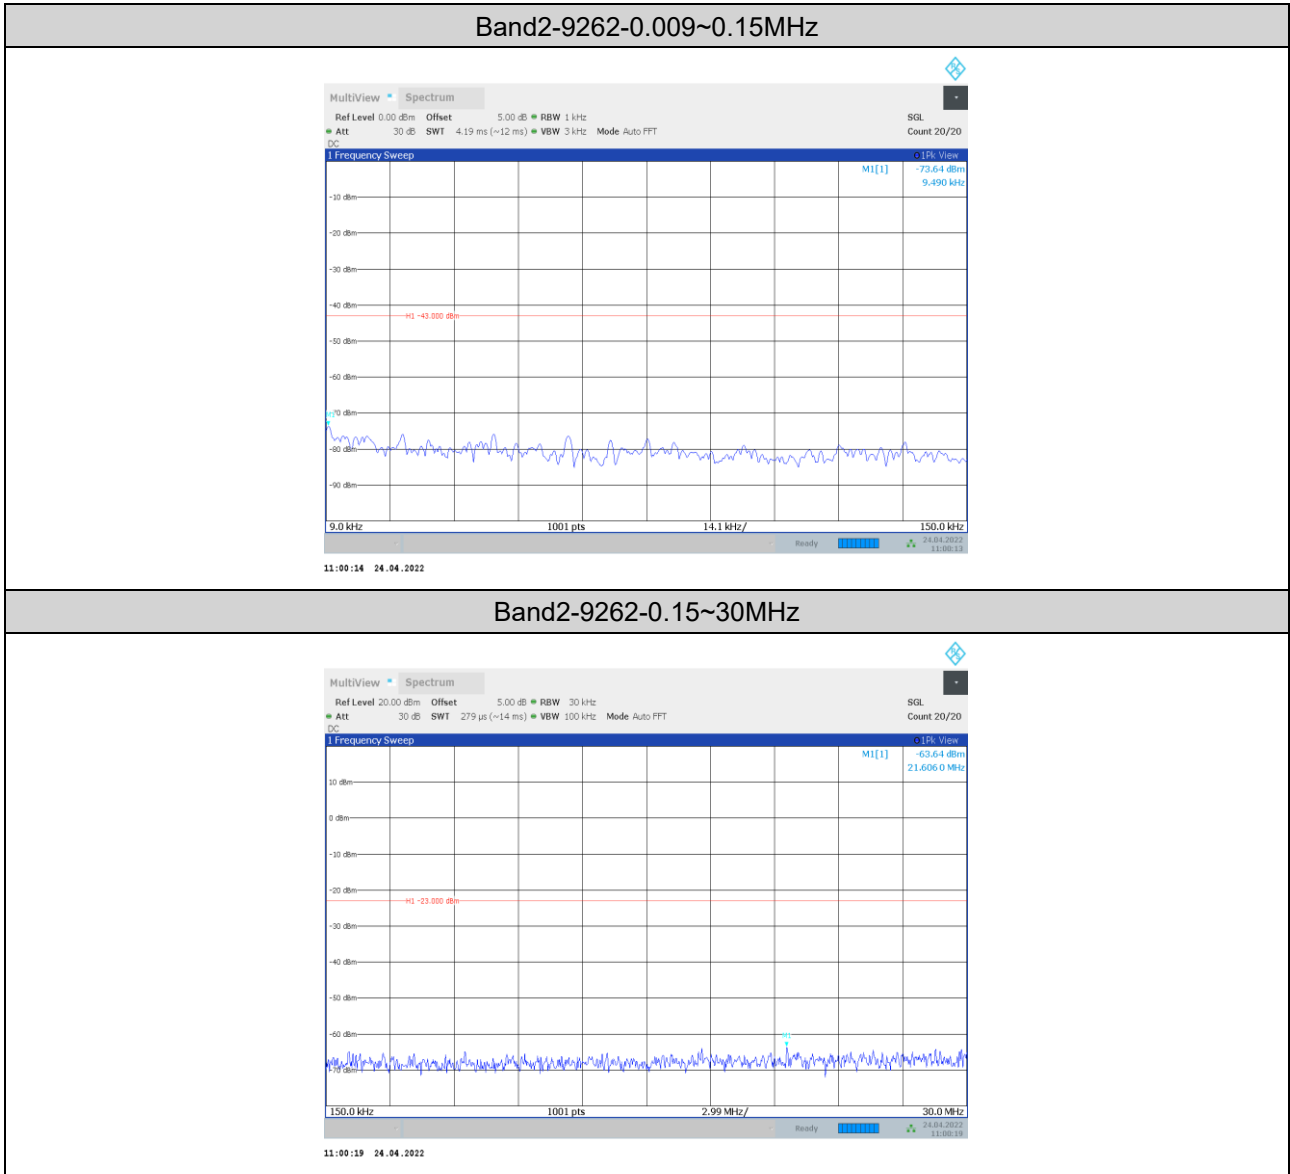 Band2-9262-0.009~0.15MHz
MultiView Spectrum
Ref Level 0.00 dBm Offset 5.00 dB RBW 1 kHz SGL
Att 30 dB SWT 4.19 ms (~12 ms) VBW 3 kHz Mode Auto FFT Count 20/20
DC
1 Frequency Sweep 1Pk View
M1[1] -73.64 dBm
9.490 kHz
-10 dBm
-20 dBm
-30 dBm
-40 dBm
H1 -43.000 dBm
-50 dBm
-60 dBm
M1
-70 dBm
-80 dBm
-90 dBm
9.0 kHz 1001 pts 14.1 kHz/ 150.0 kHz
Ready 24.04.2022
11:00:13
11:00:14 24.04.2022
Band2-9262-0.15~30MHz
MultiView Spectrum
Ref Level 20.00 dBm Offset 5.00 dB RBW 30 kHz SGL
Att 30 dB SWT 279 µs (~14 ms) VBW 100 kHz Mode Auto FFT Count 20/20
DC
1 Frequency Sweep 1Pk View
M1[1] -63.64 dBm
21.606 0 MHz
10 dBm
0 dBm
-10 dBm
-20 dBm
H1 -23.000 dBm
-30 dBm
-40 dBm
-50 dBm
-60 dBm
M1
-70 dBm
150.0 kHz 1001 pts 2.99 MHz/ 30.0 MHz
Ready 24.04.2022
11:00:19
11:00:19 24.04.2022